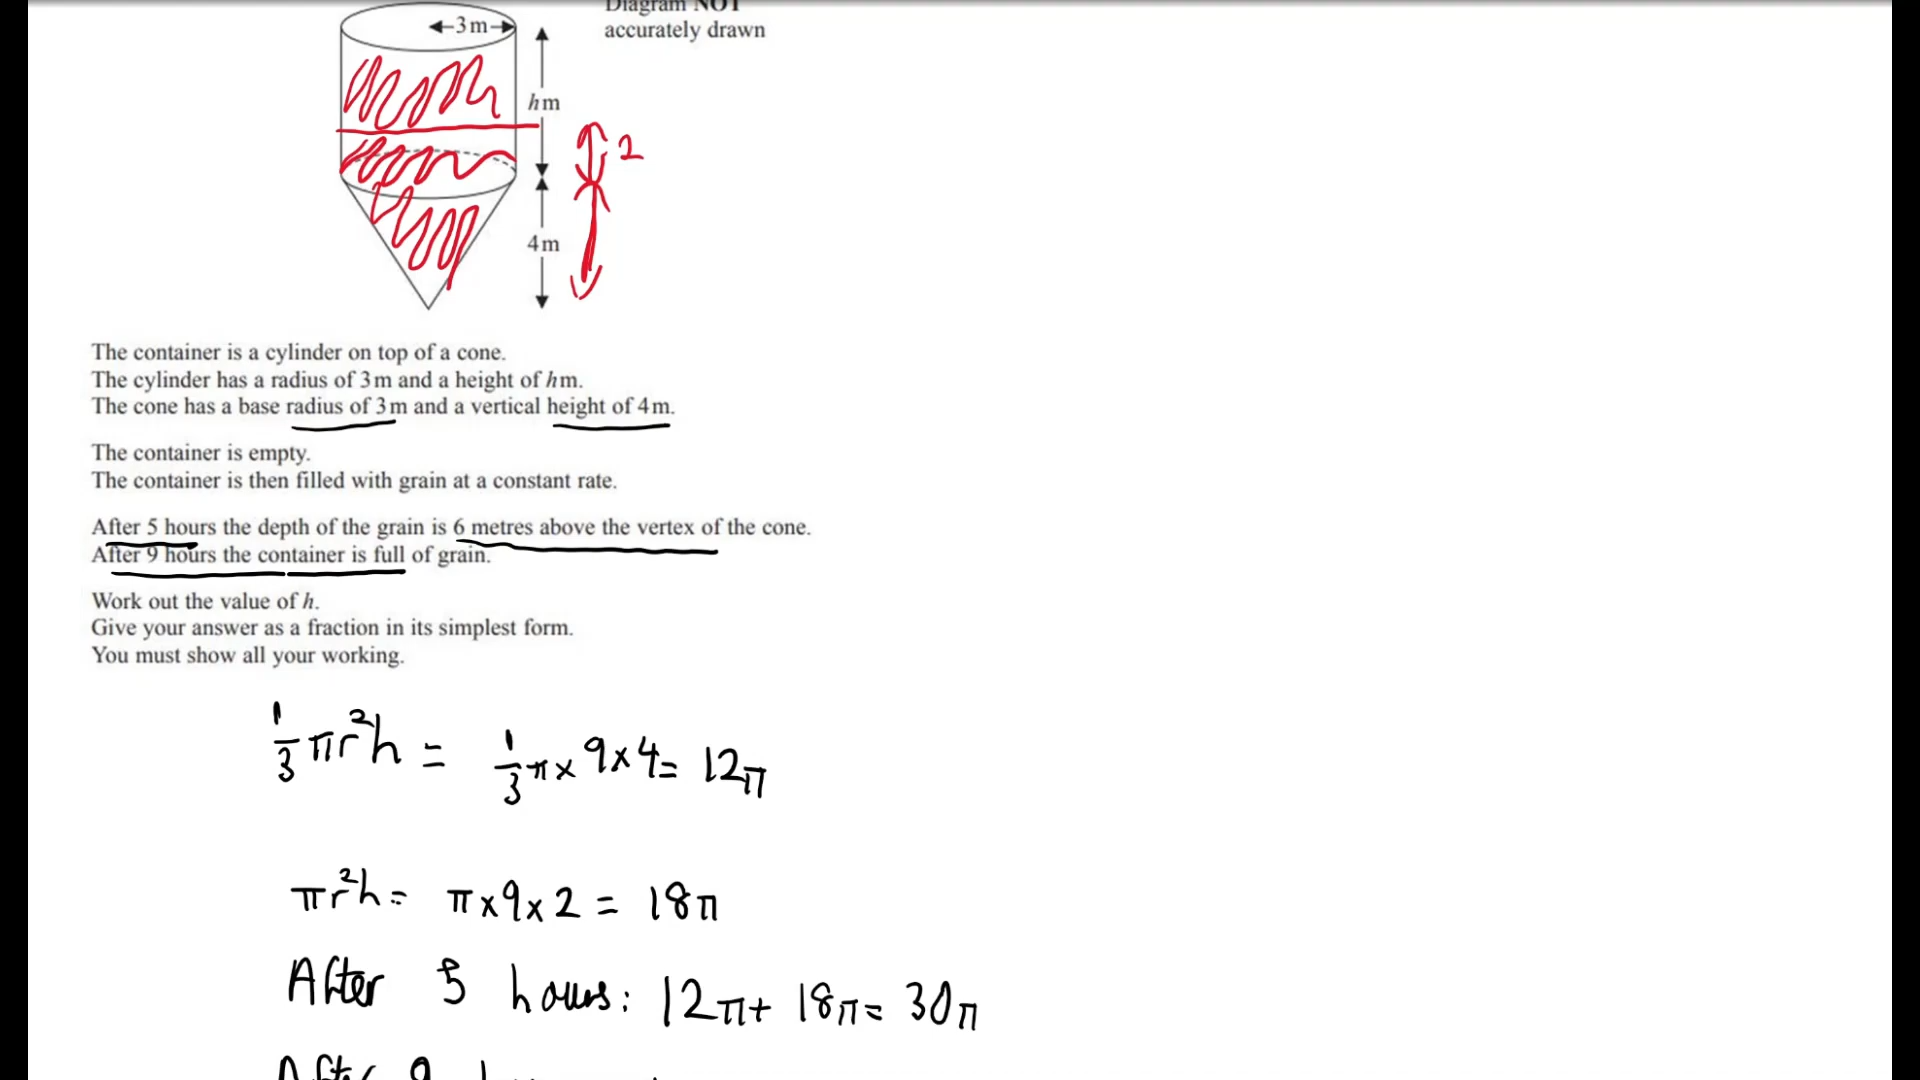 Diagram NOT
accurately drawn
3 m
h m
2
4 m
The container is a cylinder on top of a cone.
The cylinder has a radius of 3 m and a height of h m.
The cone has a base radius of 3 m and a vertical height of 4 m.
The container is empty.
The container is then filled with grain at a constant rate.
After 5 hours the depth of the grain is 6 metres above the vertex of the cone.
After 9 hours the container is full of grain.
Work out the value of h.
Give your answer as a fraction in its simplest form.
You must show all your working.
1/3 πr²h = 1/3 π × 9 × 4 = 12π
πr²h = π × 9 × 2 = 18π
After 5 hours: 12π + 18π = 30π
After 9